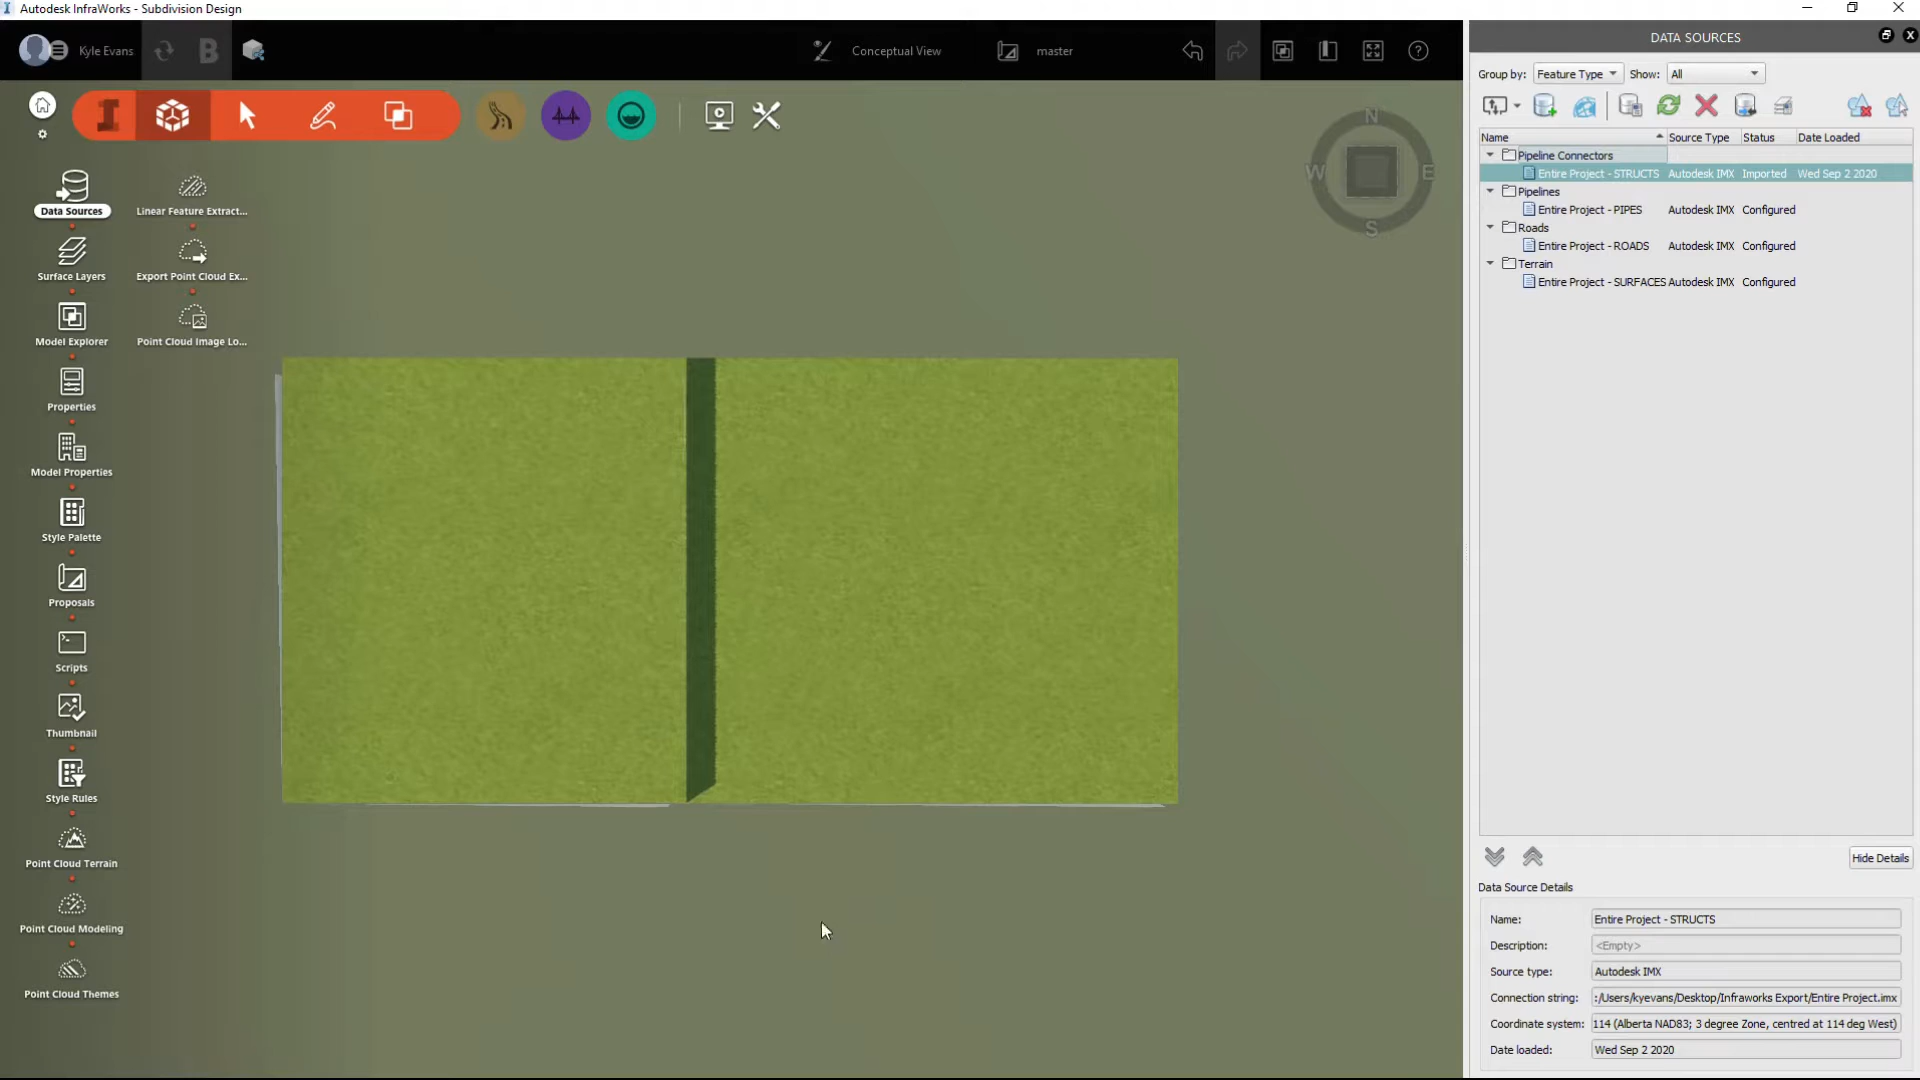 Autodesk InfraWorks - Subdivision Design
Kyle Evans
B
Conceptual View
master
DATA SOURCES
Group by: Feature Type Show: All
Name Source Type Status Date Loaded
Pipeline Connectors
Entire Project - STRUCTS Autodesk IMX Imported Wed Sep 2 2020
Pipelines
Entire Project - PIPES Autodesk IMX Configured
Roads
Entire Project - ROADS Autodesk IMX Configured
Terrain
Entire Project - SURFACES Autodesk IMX Configured
N
W
E
S
Data Sources
Linear Feature Extract...
Surface Layers
Export Point Cloud Ex...
Model Explorer
Point Cloud Image Lo...
Properties
Model Properties
Style Palette
Proposals
Scripts
Thumbnail
Style Rules
Point Cloud Terrain
Point Cloud Modeling
Point Cloud Themes
Hide Details
Data Source Details
Name: Entire Project - STRUCTS
Description: <Empty>
Source type: Autodesk IMX
Connection string: :/Users/kyevans/Desktop/Infraworks Export/Entire Project.imx
Coordinate system: 114 (Alberta NAD83; 3 degree Zone, centred at 114 deg West)
Date loaded: Wed Sep 2 2020